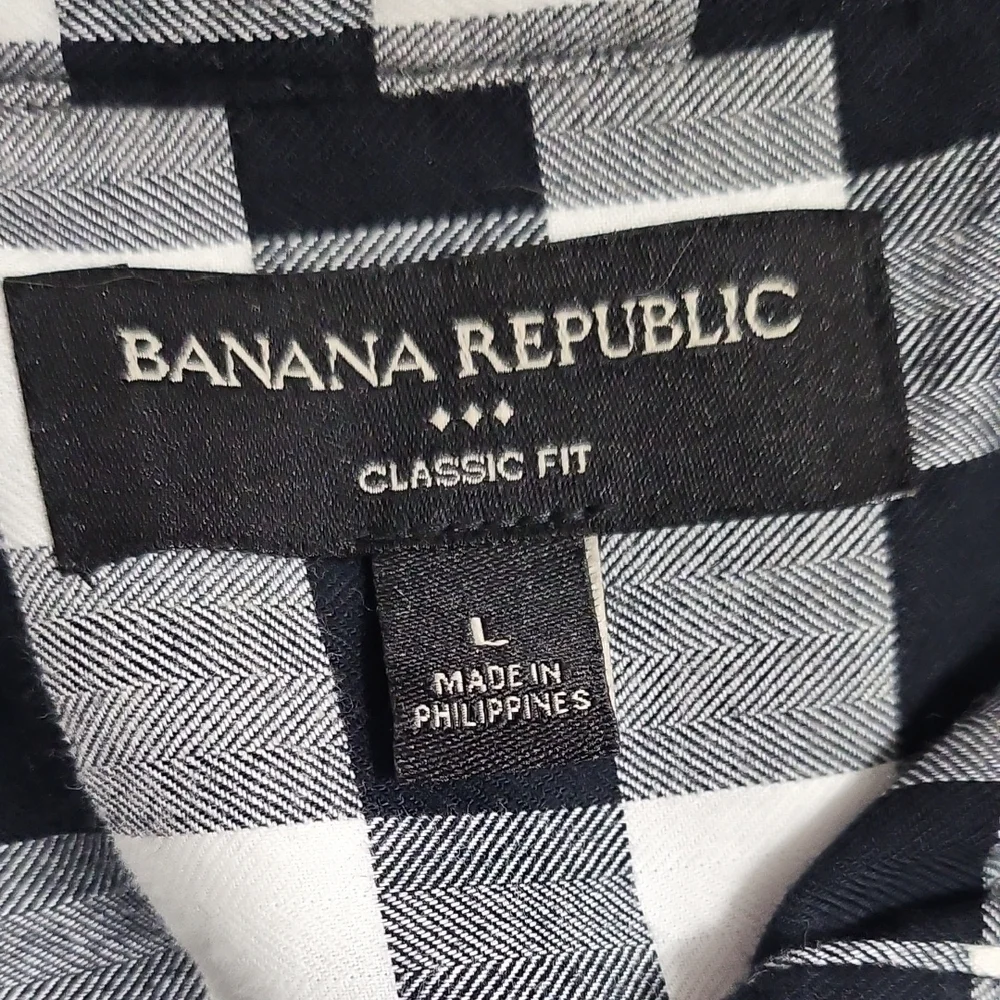 BANANA REPUBLIC
CLASSIC FIT
L
MADE IN
PHILIPPINES